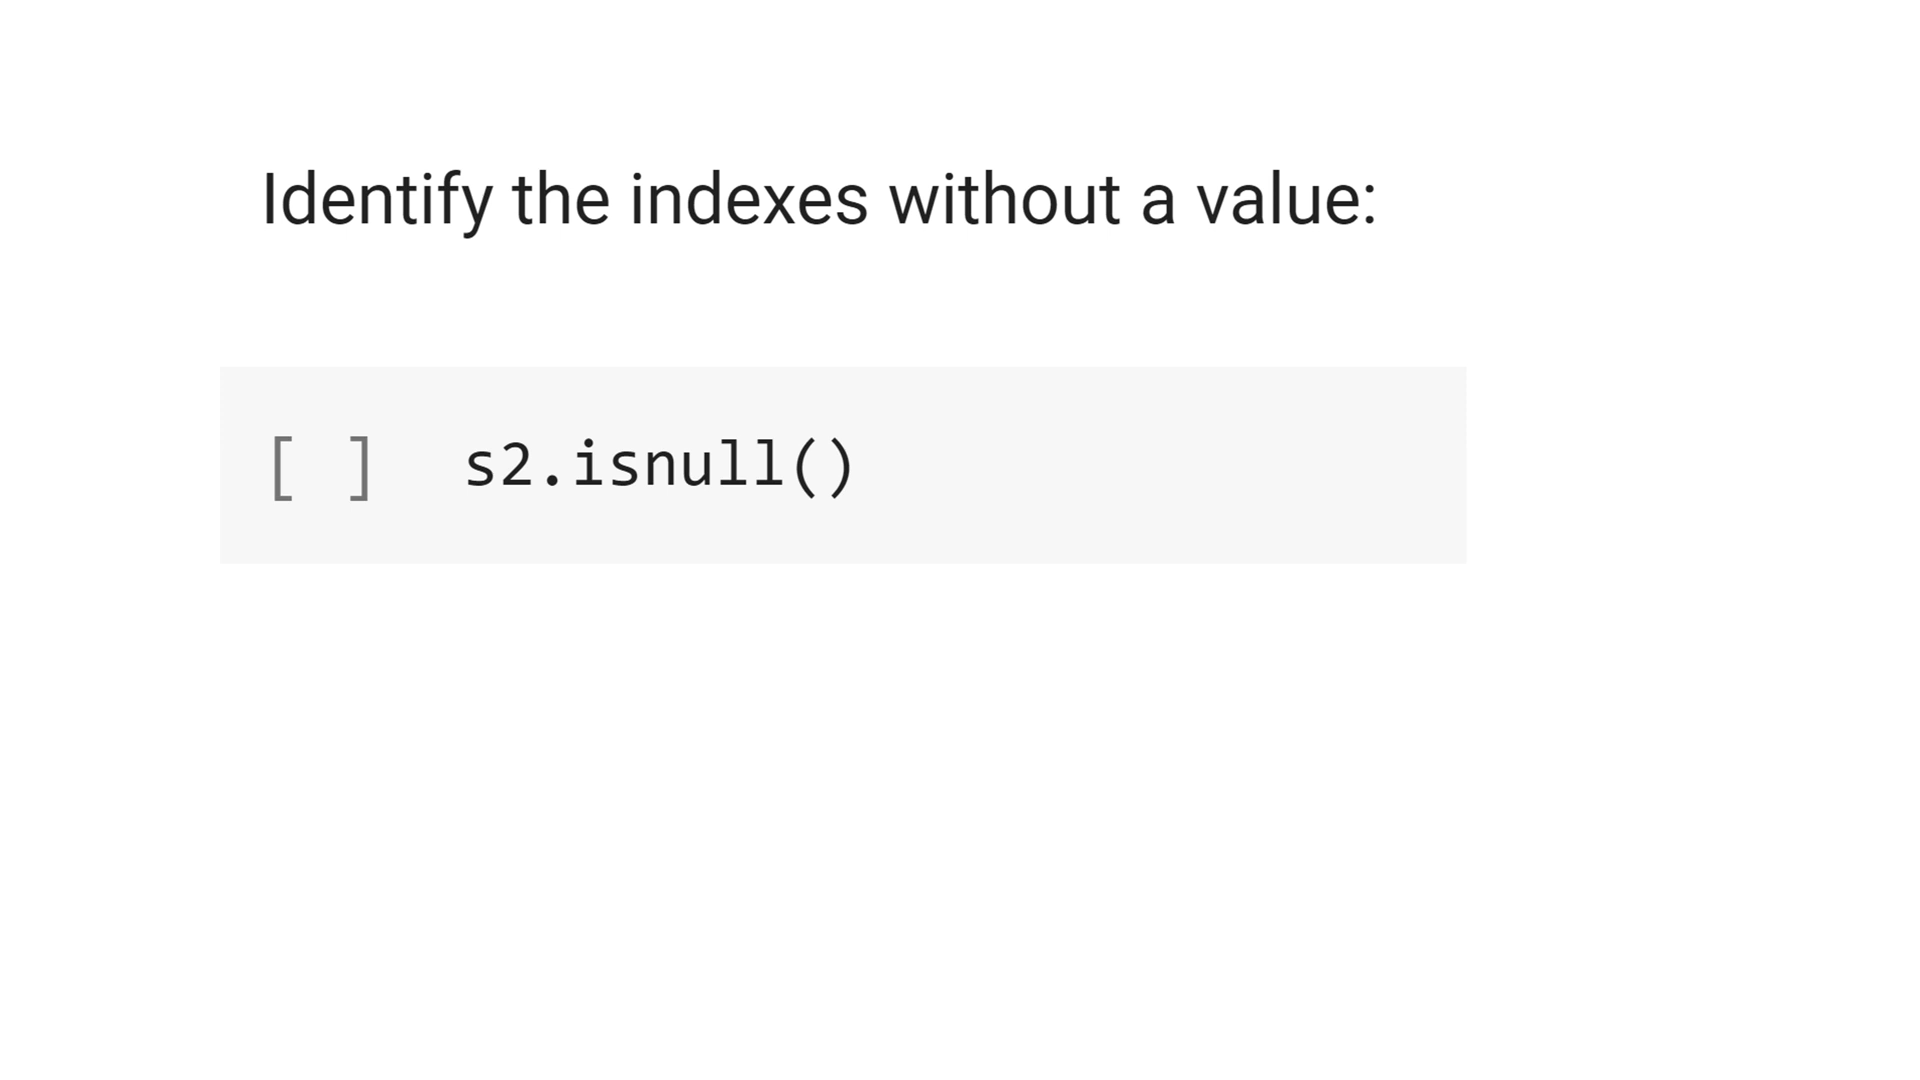 Identify the indexes without a value:
[ ] s2.isnull()